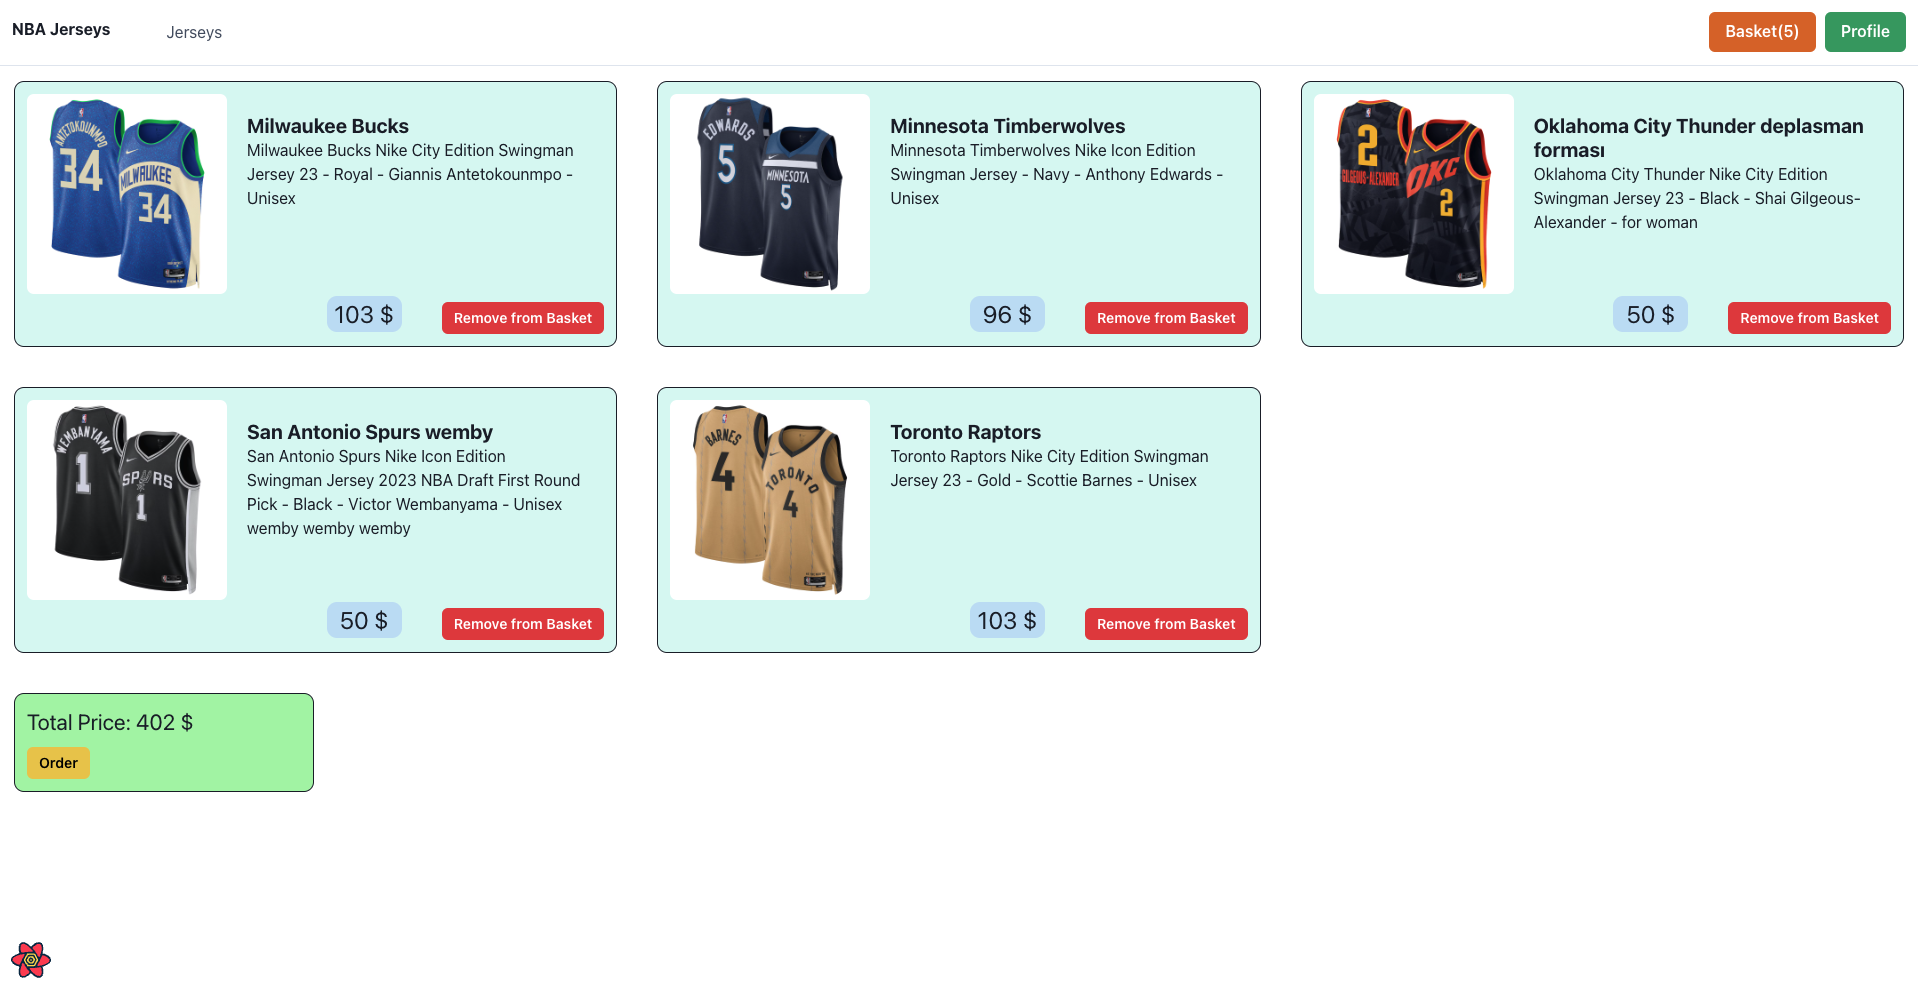 NBA Jerseys
Jerseys
Basket(5)
Profile
ANTETOKOUNMPO
34
MILWAUKEE
34
Milwaukee Bucks
Milwaukee Bucks Nike City Edition Swingman
Jersey 23 - Royal - Giannis Antetokounmpo -
Unisex
103 $
Remove from Basket
EDWARDS
5
MINNESOTA
5
Minnesota Timberwolves
Minnesota Timberwolves Nike Icon Edition
Swingman Jersey - Navy - Anthony Edwards -
Unisex
96 $
Remove from Basket
2
GILGEOUS-ALEXANDER
OKC
2
Oklahoma City Thunder deplasman
forması
Oklahoma City Thunder Nike City Edition
Swingman Jersey 23 - Black - Shai Gilgeous-
Alexander - for woman
50 $
Remove from Basket
WEMBANYAMA
1
SPURS
1
San Antonio Spurs wemby
San Antonio Spurs Nike Icon Edition
Swingman Jersey 2023 NBA Draft First Round
Pick - Black - Victor Wembanyama - Unisex
wemby wemby wemby
50 $
Remove from Basket
BARNES
4
TORONTO
4
Toronto Raptors
Toronto Raptors Nike City Edition Swingman
Jersey 23 - Gold - Scottie Barnes - Unisex
103 $
Remove from Basket
Total Price: 402 $
Order